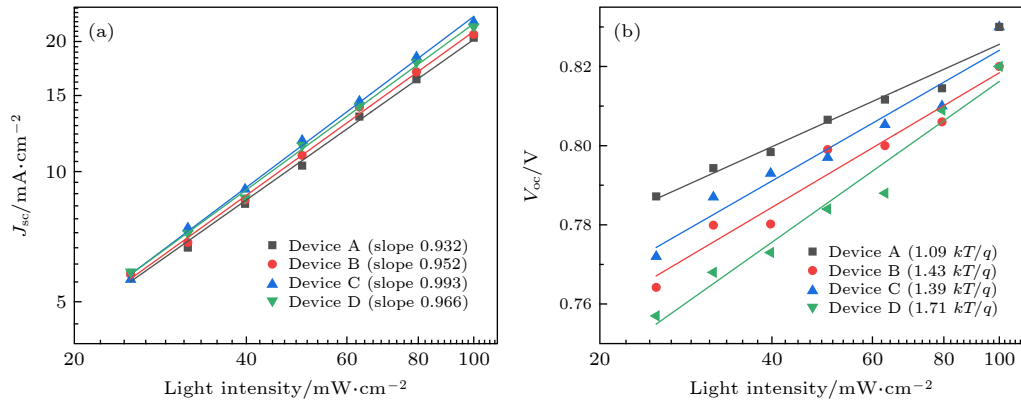 (a)
20
15
10
5
J_sc/mA·cm⁻²
Device A (slope 0.932)
Device B (slope 0.952)
Device C (slope 0.993)
Device D (slope 0.966)
20 40 60 80 100
Light intensity/mW·cm⁻²
(b)
0.82
0.80
0.78
0.76
V_oc/V
Device A (1.09 kT/q)
Device B (1.43 kT/q)
Device C (1.39 kT/q)
Device D (1.71 kT/q)
20 40 60 80 100
Light intensity/mW·cm⁻²